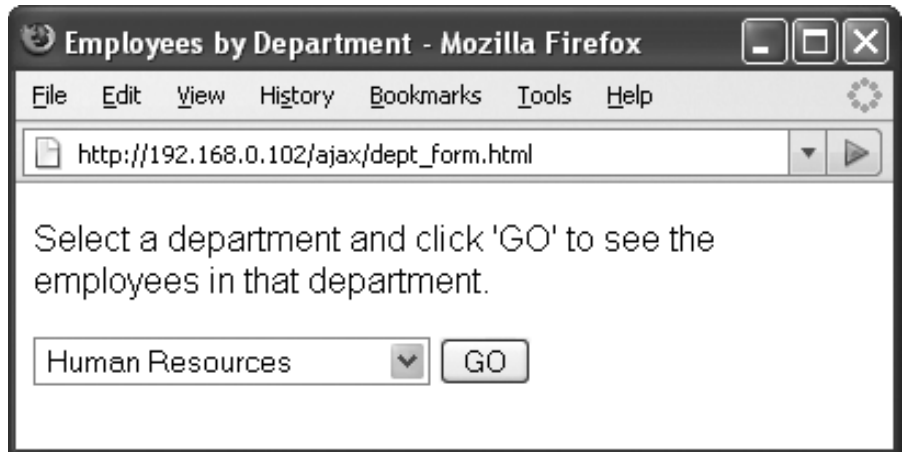 Employees by Department - Mozilla Firefox
File Edit View History Bookmarks Tools Help
http://192.168.0.102/ajax/dept_form.html
Select a department and click 'GO' to see the
employees in that department.
Human Resources GO